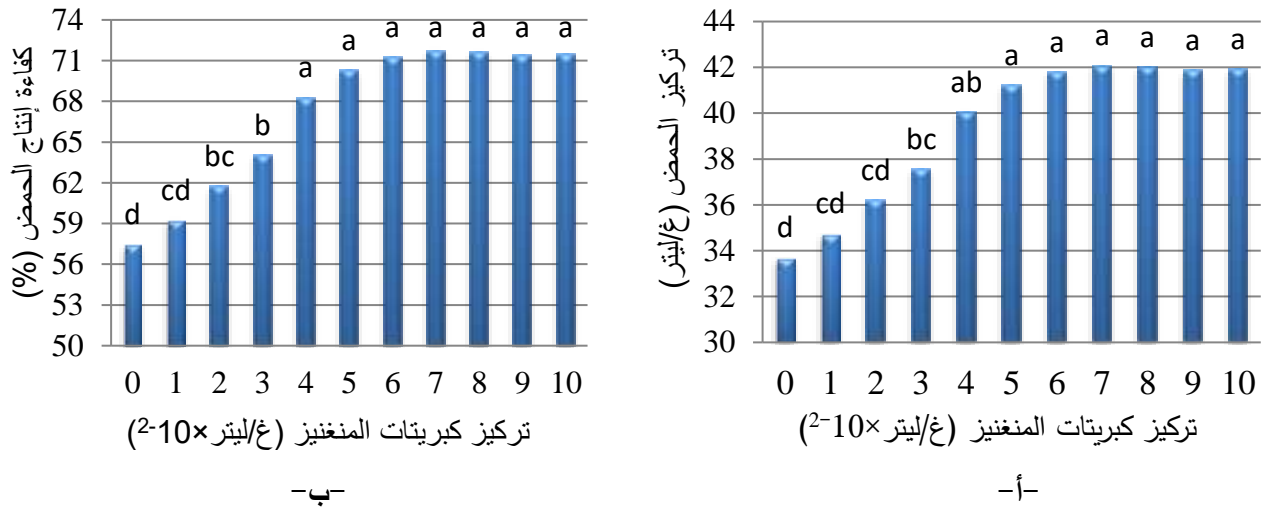 تركيز الحمض (غ/ليتر)
44
42
40
38
36
34
32
30
d
cd
cd
bc
ab
a
a
a
a
a
a
0 1 2 3 4 5 6 7 8 9 10
تركيز كبريتات المنغنيز (غ/ليتر×10⁻²)
-أ-
كفاءة إنتاج الحمض (%)
74
71
68
65
62
59
56
53
50
d
cd
bc
b
a
a
a
a
a
a
a
0 1 2 3 4 5 6 7 8 9 10
تركيز كبريتات المنغنيز (غ/ليتر×10⁻²)
-ب-